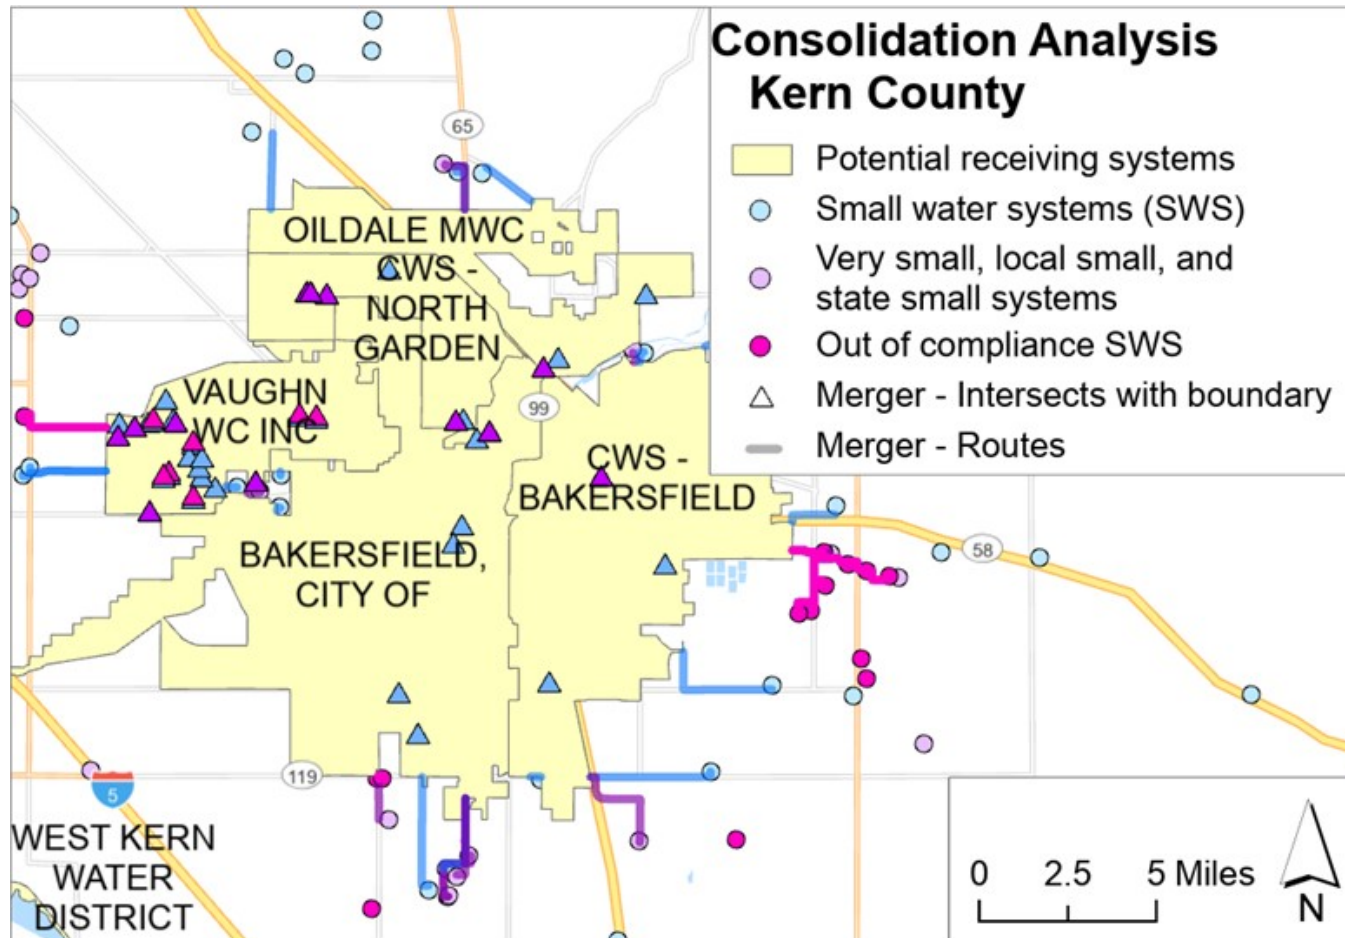 Consolidation Analysis
Kern County
Potential receiving systems
Small water systems (SWS)
Very small, local small, and
state small systems
Out of compliance SWS
Merger - Intersects with boundary
Merger - Routes
65
OILDALE MWC
CWS -
NORTH
GARDEN
VAUGHN
WC INC
99
CWS -
BAKERSFIELD
BAKERSFIELD,
CITY OF
58
119
5
WEST KERN
WATER
DISTRICT
0 2.5 5 Miles
N